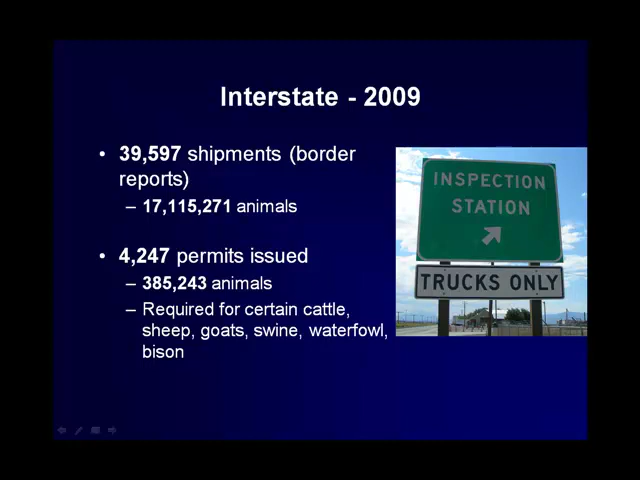 Interstate - 2009
• 39,597 shipments (border
reports)
– 17,115,271 animals
• 4,247 permits issued
– 385,243 animals
– Required for certain cattle,
sheep, goats, swine, waterfowl,
bison
INSPECTION
STATION
TRUCKS ONLY